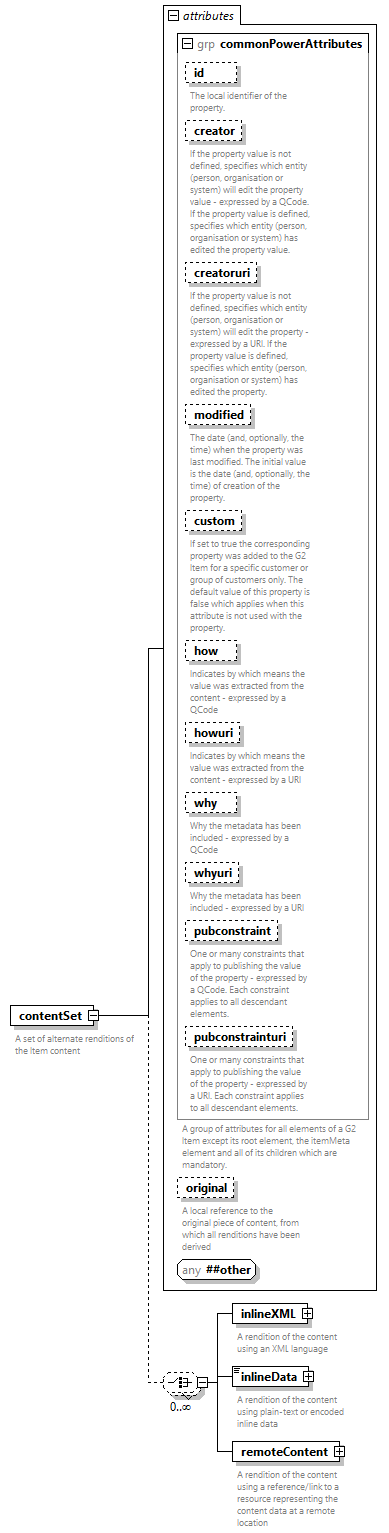 attributes
grp commonPowerAttributes
id
The local identifier of the
property.
creator
If the property value is not
defined, specifies which entity
(person, organisation or
system) will edit the property
value - expressed by a QCode.
If the property value is defined,
specifies which entity (person,
organisation or system) has
edited the property value.
creatoruri
If the property value is not
defined, specifies which entity
(person, organisation or
system) will edit the property -
expressed by a URI. If the
property value is defined,
specifies which entity (person,
organisation or system) has
edited the property.
modified
The date (and, optionally, the
time) when the property was
last modified. The initial value
is the date (and, optionally, the
time) of creation of the
property.
custom
If set to true the corresponding
property was added to the G2
Item for a specific customer or
group of customers only. The
default value of this property is
false which applies when this
attribute is not used with the
property.
how
Indicates by which means the
value was extracted from the
content - expressed by a
QCode
howuri
Indicates by which means the
value was extracted from the
content - expressed by a URI
why
Why the metadata has been
included - expressed by a
QCode
whyuri
Why the metadata has been
included - expressed by a URI
pubconstraint
One or many constraints that
apply to publishing the value
of the property - expressed by
a QCode. Each constraint
applies to all descendant
elements.
pubconstrainturi
One or many constraints that
apply to publishing the value
of the property - expressed by
a URI. Each constraint applies
to all descendant elements.
A group of attributes for all elements of a G2
Item except its root element, the itemMeta
element and all of its children which are
mandatory.
original
A local reference to the
original piece of content, from
which all renditions have been
derived
any ##other
contentSet
A set of alternate renditions of
the Item content
0..∞
inlineXML
A rendition of the content
using an XML language
inlineData
A rendition of the content
using plain-text or encoded
inline data
remoteContent
A rendition of the content
using a reference/link to a
resource representing the
content data at a remote
location